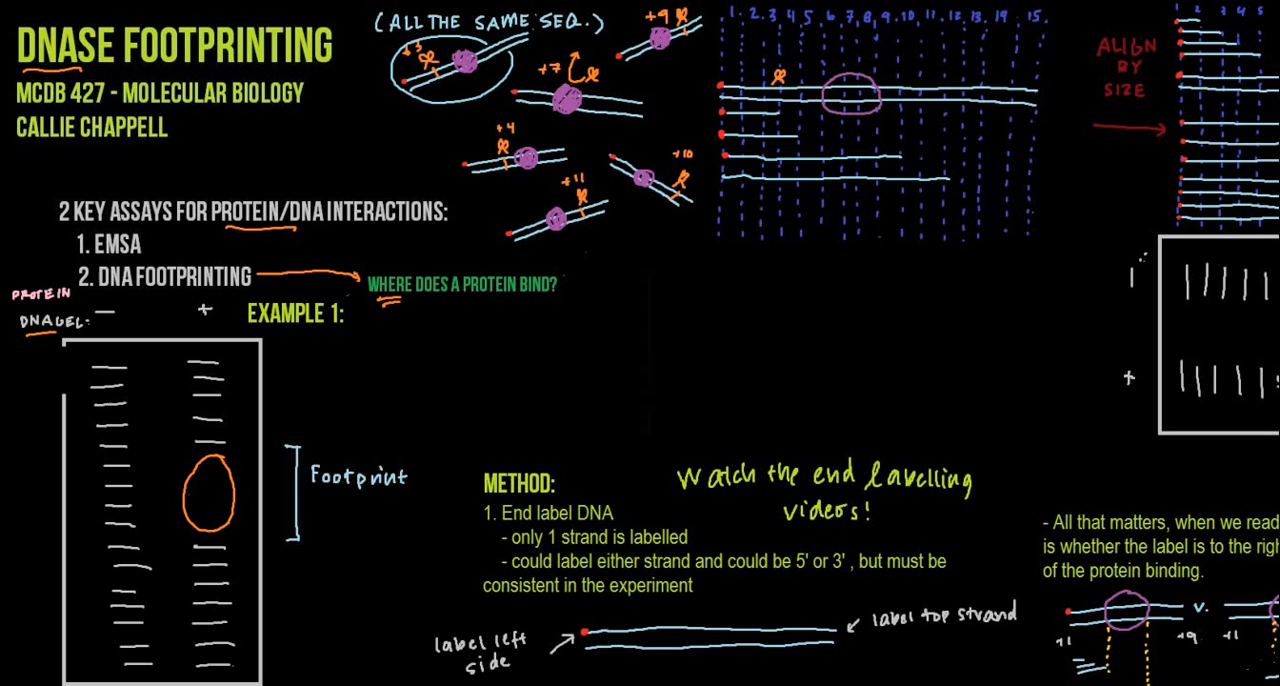 DNASE FOOTPRINTING
MCDB 427 - MOLECULAR BIOLOGY
CALLIE CHAPPELL
2 KEY ASSAYS FOR PROTEIN/DNA INTERACTIONS:
1. EMSA
2. DNA FOOTPRINTING
WHERE DOES A PROTEIN BIND?
PROTEIN
DNA GEL:
- +
EXAMPLE 1:
Footprint
(ALL THE SAME SEQ.)
+3
+9
+7
+4
+10
+11
1. 2. 3. 4. 5. 6. 7. 8. 9. 10. 11. 12. 13. 14. 15.
ALIGN
BY
SIZE
1 2 3 4 5
+
METHOD:
1. End label DNA
- only 1 strand is labelled
- could label either strand and could be 5' or 3' , but must be
consistent in the experiment
Watch the end labelling
videos!
label left
side
label top strand
- All that matters, when we read
is whether the label is to the righ
of the protein binding.
v.
+1 +9 +1